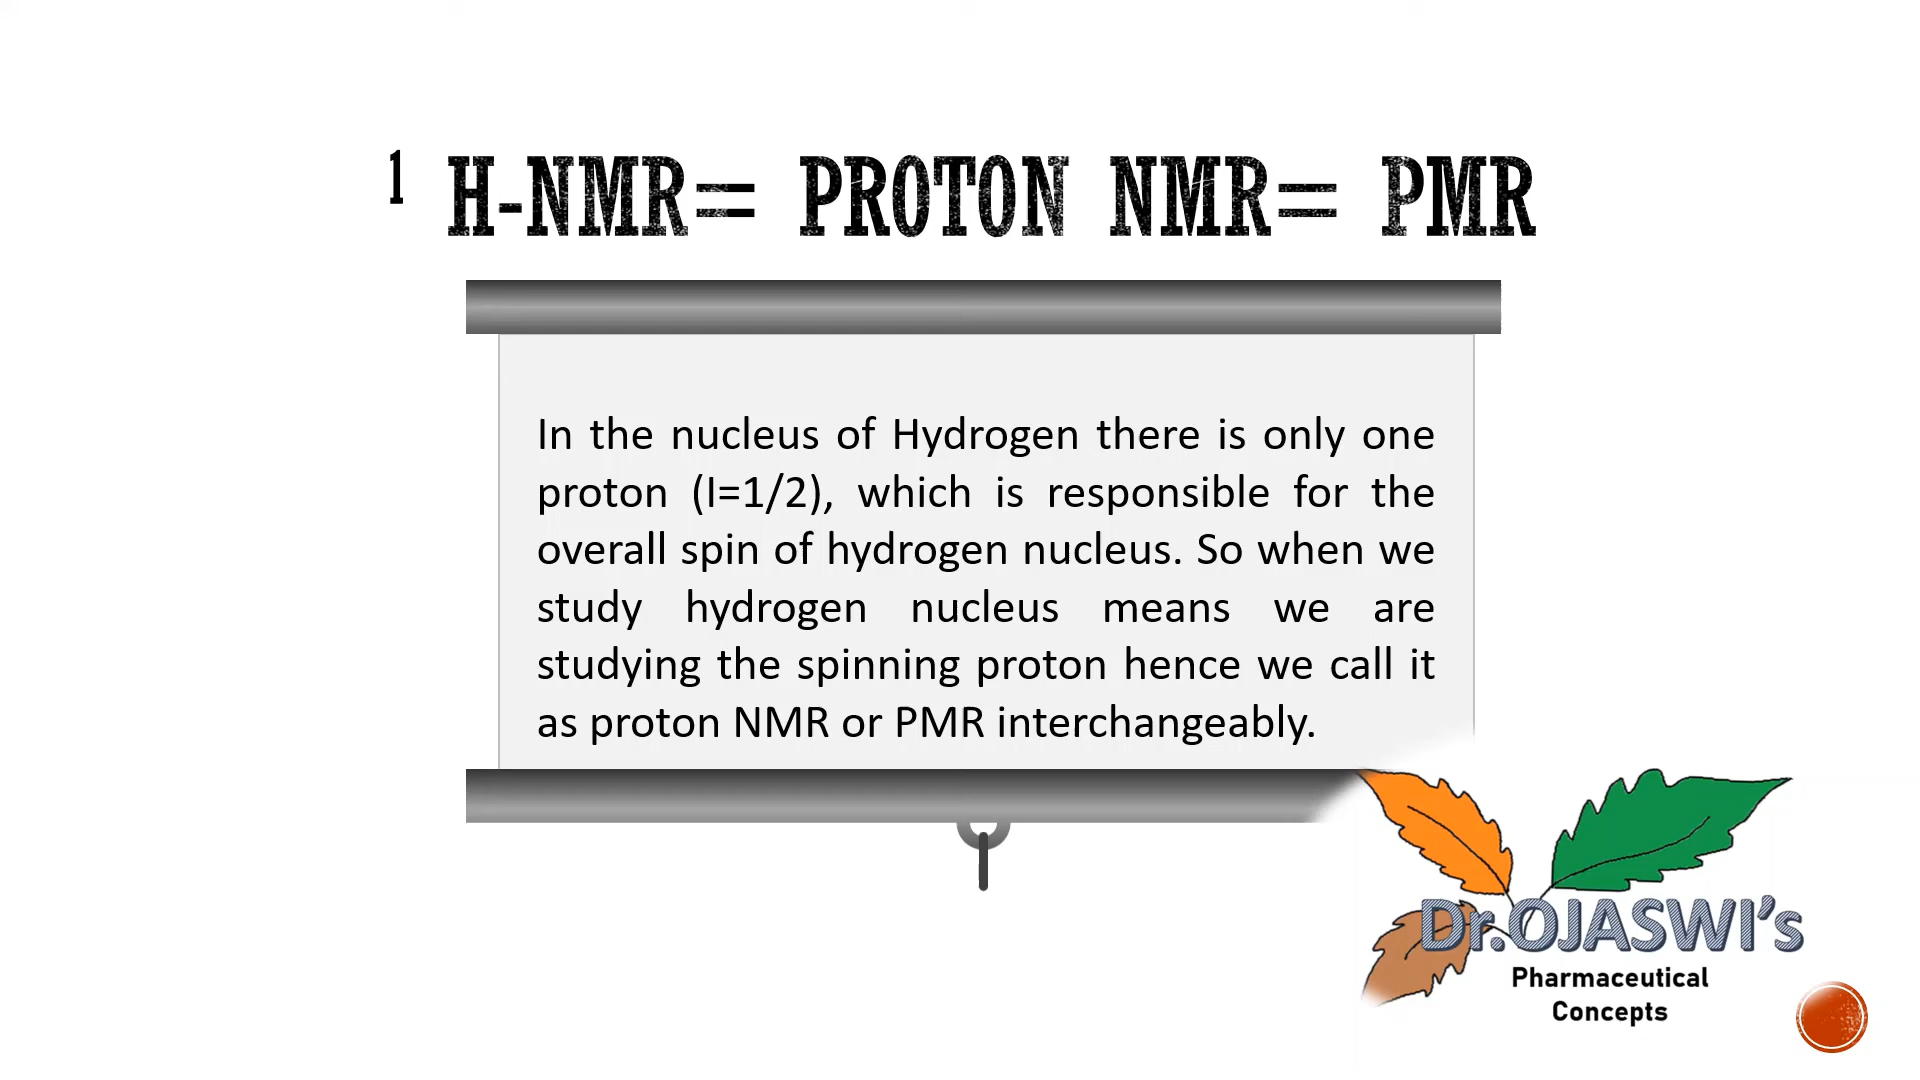 1 H-NMR= PROTON NMR= PMR
In the nucleus of Hydrogen there is only one
proton (I=1/2), which is responsible for the
overall spin of hydrogen nucleus. So when we
study hydrogen nucleus means we are
studying the spinning proton hence we call it
as proton NMR or PMR interchangeably.
Dr.OJASWI's
Pharmaceutical
Concepts